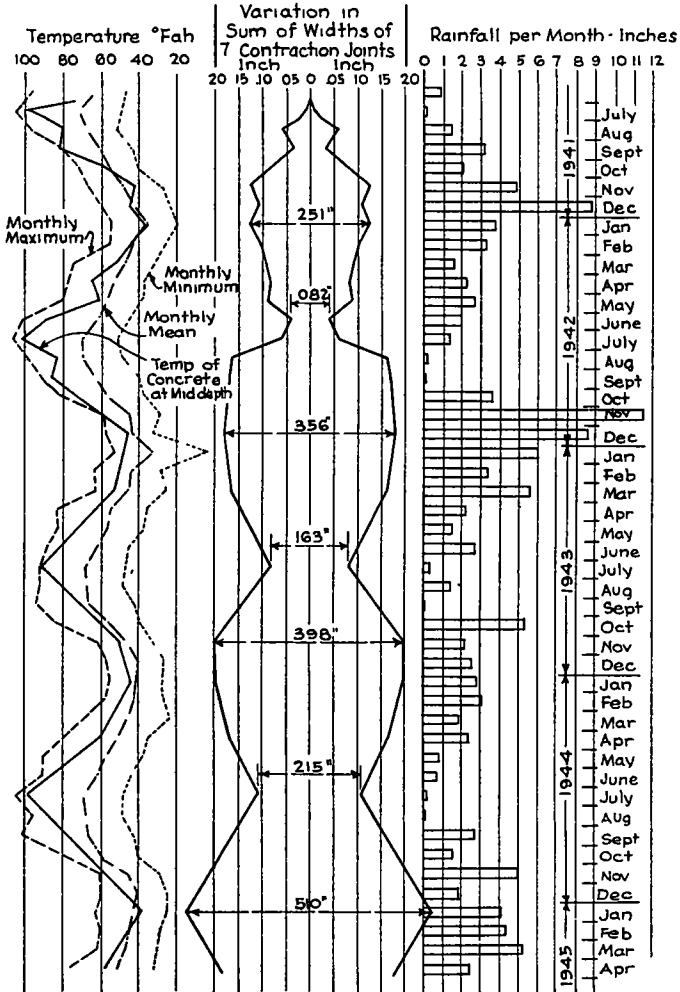 Variation in
Sum of Widths of
7 Contraction Joints
Inch Inch
20 15 10 05 0 05 10 15 20
Temperature °Fah
100 80 60 40 20
Rainfall per Month - Inches
0 1 2 3 4 5 6 7 8 9 10 11 12
Monthly
Maximum
Monthly
Minimum
Monthly
Mean
Temp of
Concrete
at Middepth
251"
082"
356"
163"
398"
215"
510"
July
Aug
Sept
Oct
Nov
Dec
1941
Jan
Feb
Mar
Apr
May
June
July
Aug
Sept
Oct
Nov
Dec
1942
Jan
Feb
Mar
Apr
May
June
July
Aug
Sept
Oct
Nov
Dec
1943
Jan
Feb
Mar
Apr
May
June
July
Aug
Sept
Oct
Nov
Dec
1944
Jan
Feb
Mar
Apr
1945